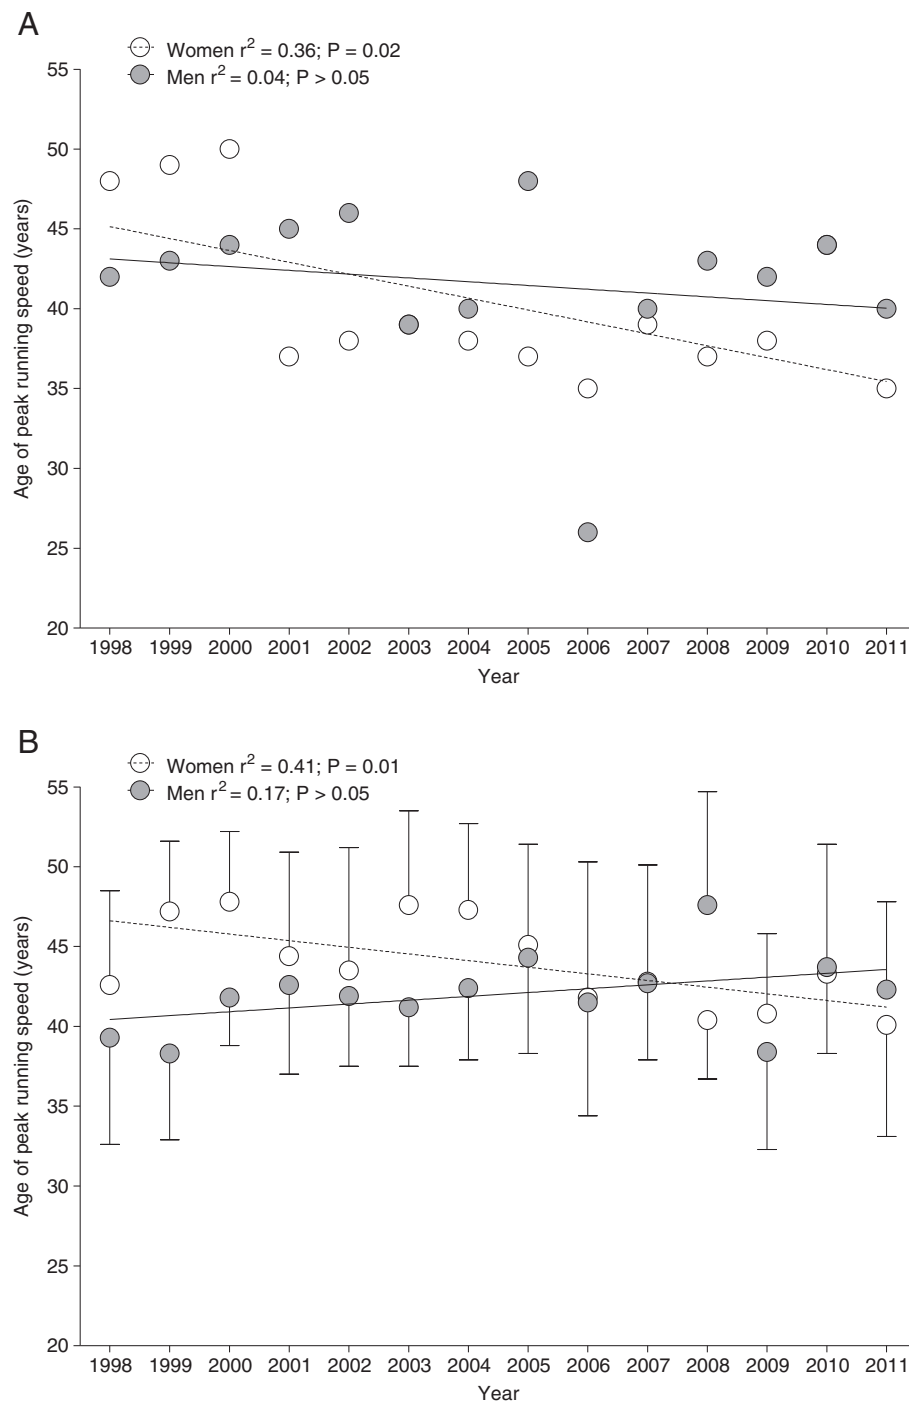 A
Women r² = 0.36; P = 0.02
Men r² = 0.04; P > 0.05
55
50
45
40
35
30
25
20
Age of peak running speed (years)
1998 1999 2000 2001 2002 2003 2004 2005 2006 2007 2008 2009 2010 2011
Year
B
Women r² = 0.41; P = 0.01
Men r² = 0.17; P > 0.05
55
50
45
40
35
30
25
20
Age of peak running speed (years)
1998 1999 2000 2001 2002 2003 2004 2005 2006 2007 2008 2009 2010 2011
Year